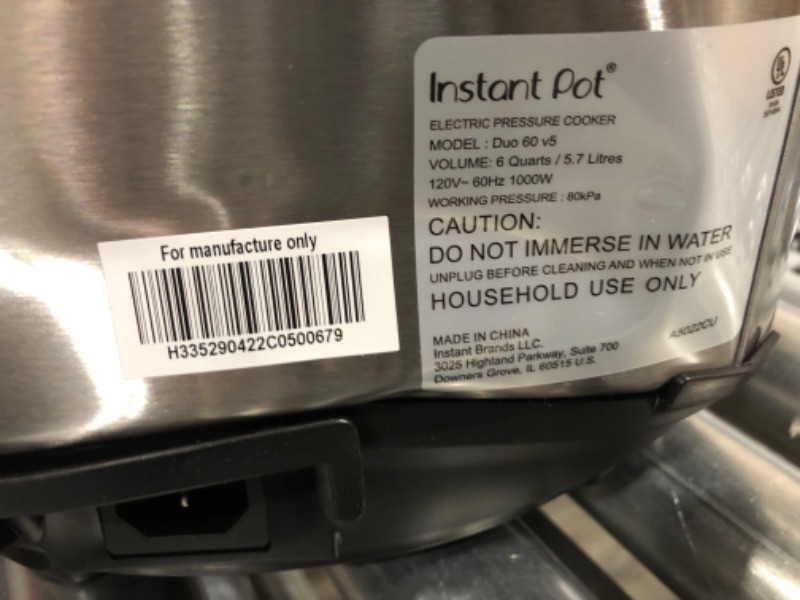 Instant Pot®
ELECTRIC PRESSURE COOKER
MODEL : Duo 60 v5
VOLUME: 6 Quarts / 5.7 Litres
120V~ 60Hz 1000W
WORKING PRESSURE : 80kPa
CAUTION:
DO NOT IMMERSE IN WATER
UNPLUG BEFORE CLEANING AND WHEN NOT IN USE
HOUSEHOLD USE ONLY
MADE IN CHINA
Instant Brands LLC.
3025 Highland Parkway, Suite 700
Downers Grove, IL 60515 U.S.
A5022CU
UL
LISTED
For manufacture only
H335290422C0500679